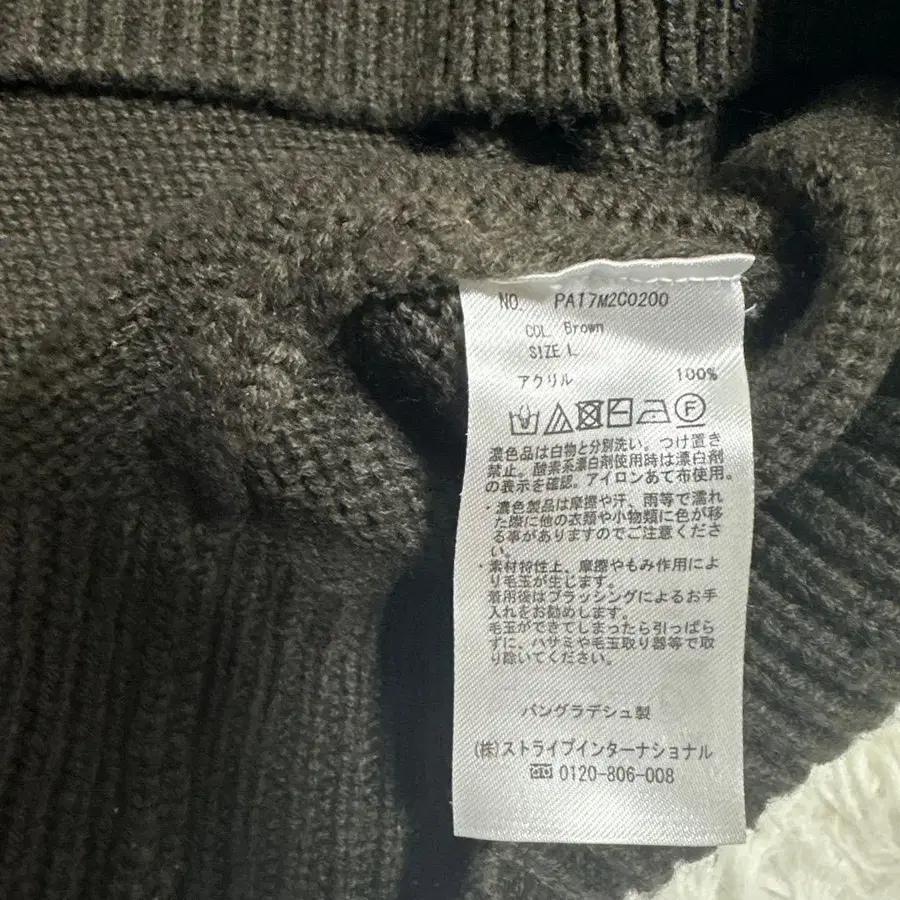 NO. PA17M2C0200
COL. Brown
SIZE L
アクリル 100%
F
濃色品は白物と分別洗い。つけ置き
禁止。酸素系漂白剤使用時は漂白剤
の表示を確認。アイロンあて布使用。
・濃色製品は摩擦や汗、雨等で濡れ
た際に他の衣類や小物類に色が移
る事がありますのでご注意くださ
い。
・素材特性上、摩擦やもみ作用によ
り毛玉が生じます。
着用後はブラッシングによるお手
入れをお勧めします。
毛玉ができてしまったら引っぱら
ずに、ハサミや毛玉取り器等で取
り除いてください。
バングラデシュ製
(株)ストライプインターナショナル
0120-806-008